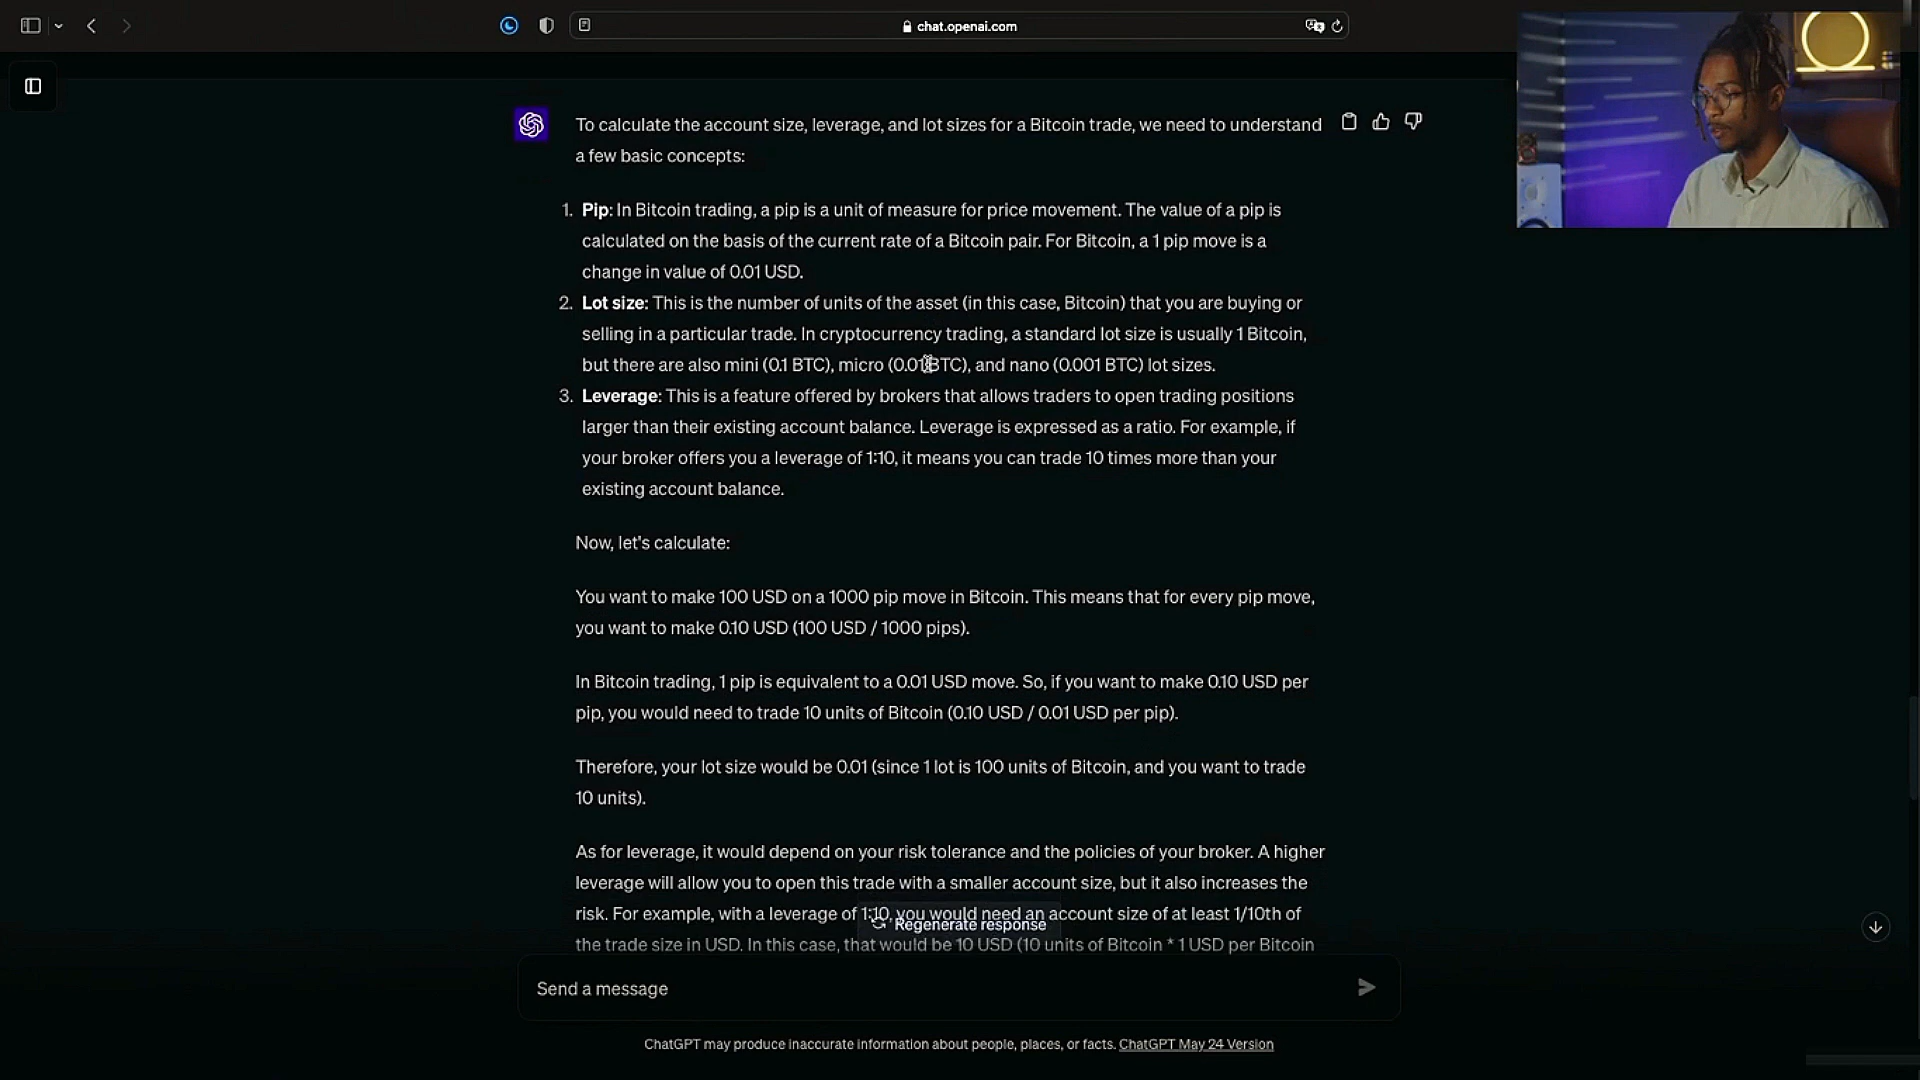 chat.openai.com
To calculate the account size, leverage, and lot sizes for a Bitcoin trade, we need to understand
a few basic concepts:
1. Pip: In Bitcoin trading, a pip is a unit of measure for price movement. The value of a pip is
calculated on the basis of the current rate of a Bitcoin pair. For Bitcoin, a 1 pip move is a
change in value of 0.01 USD.
2. Lot size: This is the number of units of the asset (in this case, Bitcoin) that you are buying or
selling in a particular trade. In cryptocurrency trading, a standard lot size is usually 1 Bitcoin,
but there are also mini (0.1 BTC), micro (0.01 BTC), and nano (0.001 BTC) lot sizes.
3. Leverage: This is a feature offered by brokers that allows traders to open trading positions
larger than their existing account balance. Leverage is expressed as a ratio. For example, if
your broker offers you a leverage of 1:10, it means you can trade 10 times more than your
existing account balance.
Now, let's calculate:
You want to make 100 USD on a 1000 pip move in Bitcoin. This means that for every pip move,
you want to make 0.10 USD (100 USD / 1000 pips).
In Bitcoin trading, 1 pip is equivalent to a 0.01 USD move. So, if you want to make 0.10 USD per
pip, you would need to trade 10 units of Bitcoin (0.10 USD / 0.01 USD per pip).
Therefore, your lot size would be 0.01 (since 1 lot is 100 units of Bitcoin, and you want to trade
10 units).
As for leverage, it would depend on your risk tolerance and the policies of your broker. A higher
leverage will allow you to open this trade with a smaller account size, but it also increases the
risk. For example, with a leverage of 1:10, you would need an account size of at least 1/10th of
Regenerate response
the trade size in USD. In this case, that would be 10 USD (10 units of Bitcoin * 1 USD per Bitcoin
Send a message
ChatGPT may produce inaccurate information about people, places, or facts. ChatGPT May 24 Version